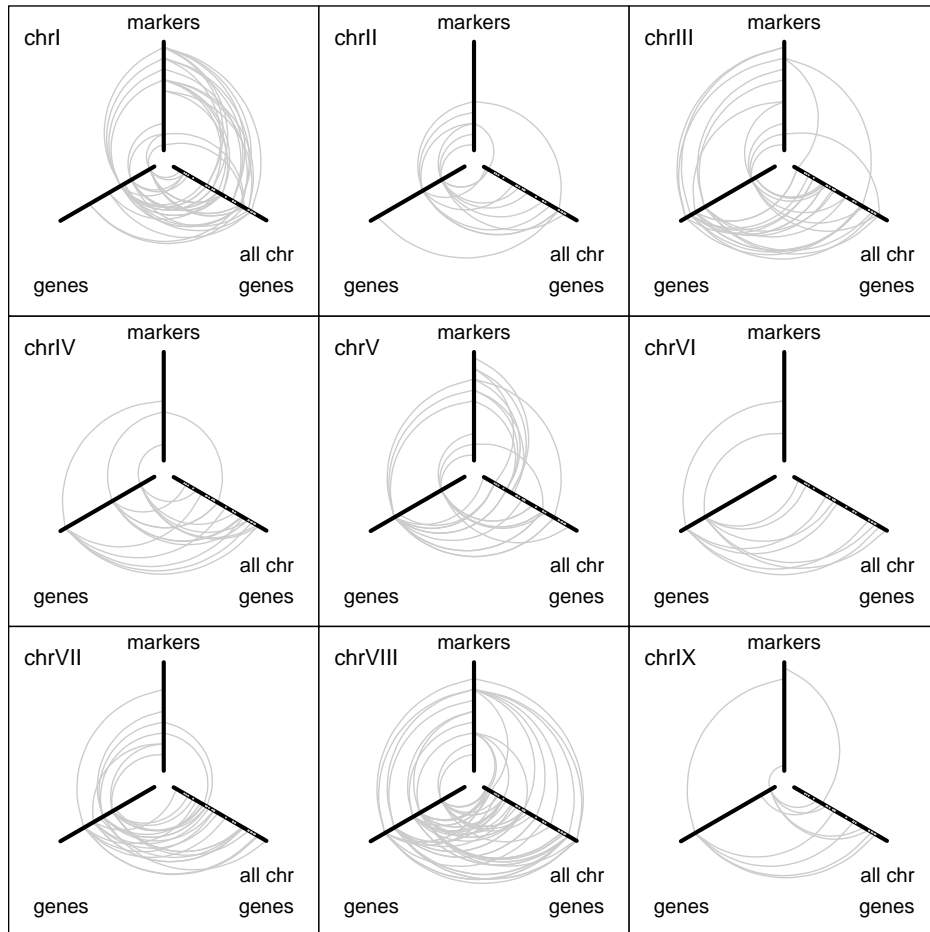 markers
chrI
all chr
genes
genes
markers
chrII
all chr
genes
genes
markers
chrIII
all chr
genes
genes
markers
chrIV
all chr
genes
genes
markers
chrV
all chr
genes
genes
markers
chrVI
all chr
genes
genes
markers
chrVII
all chr
genes
genes
markers
chrVIII
all chr
genes
genes
markers
chrIX
all chr
genes
genes